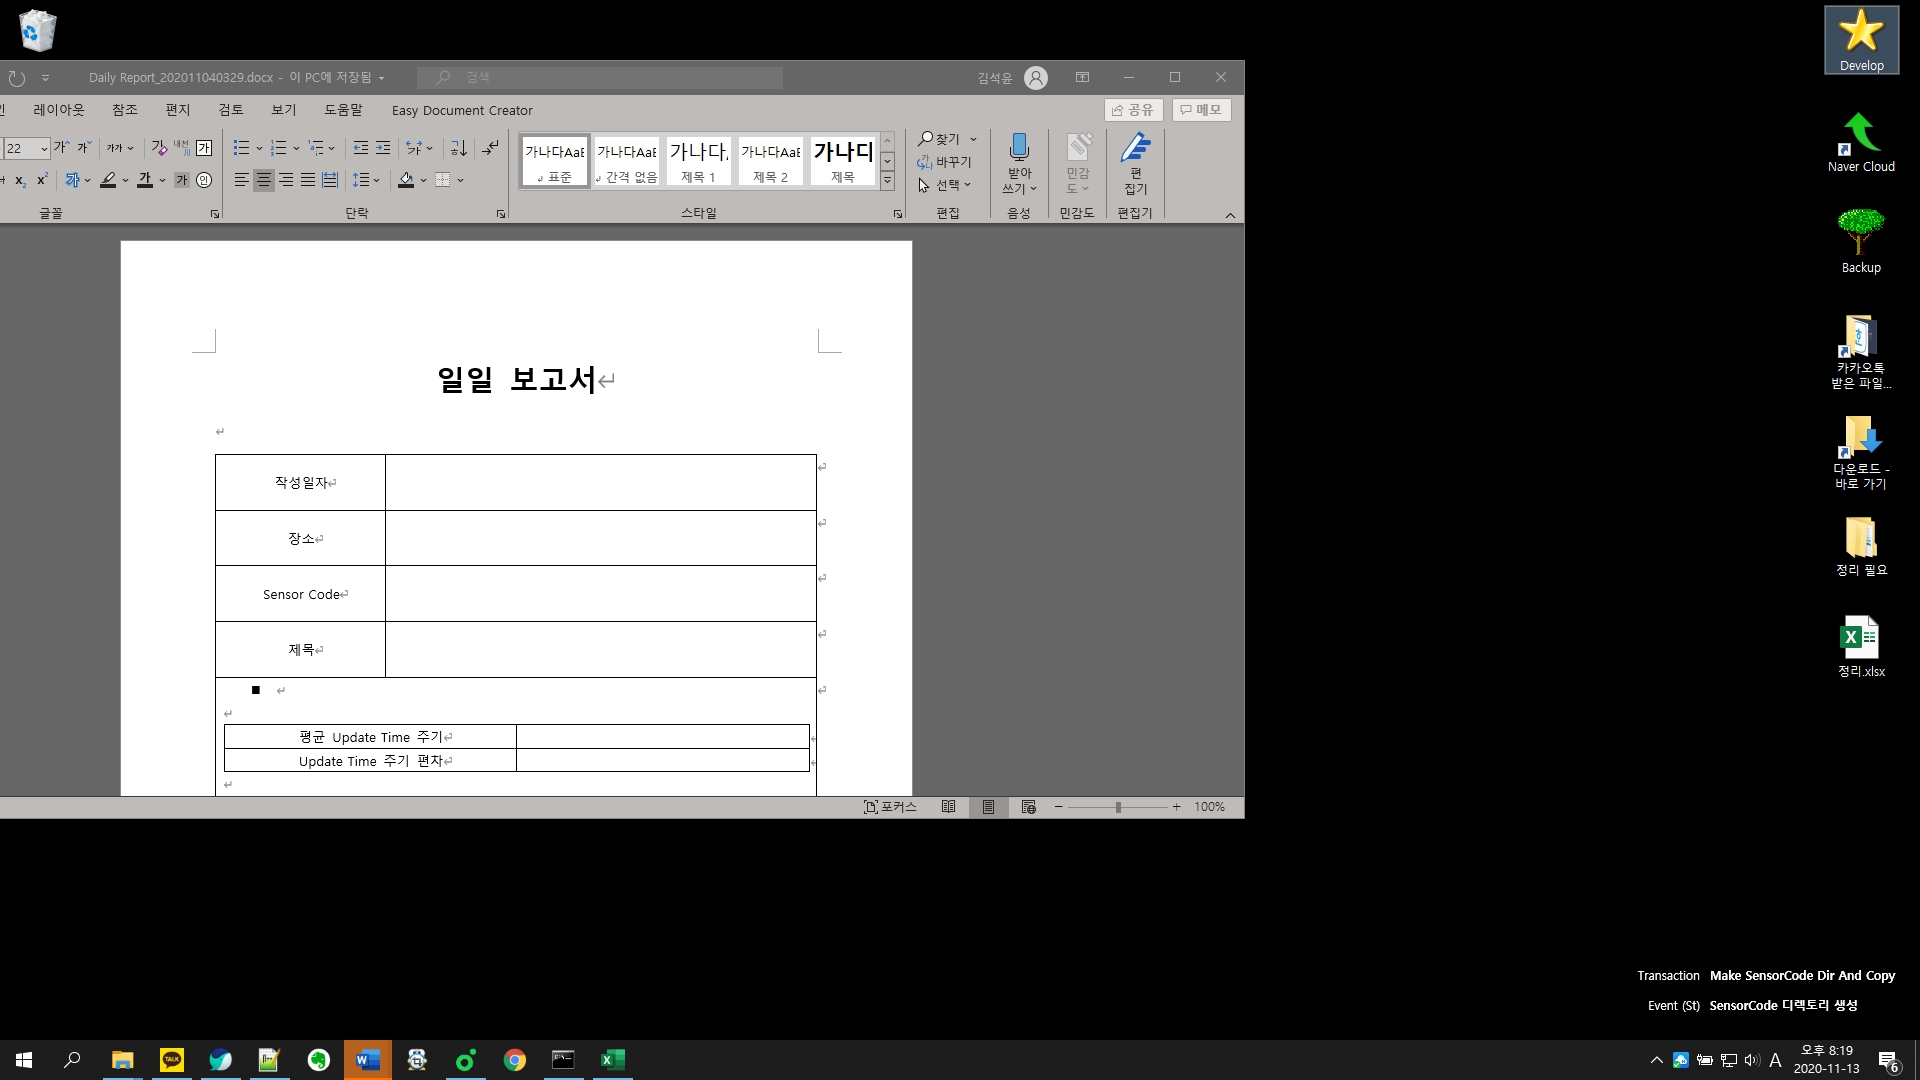 Daily Report_202011040329.docx - 이 PC에 저장됨
검색
김석윤
레이아웃 참조 편지 검토 보기 도움말 Easy Document Creator
공유 메모
22
가나다AaB 가나다AaB 가나다, 가나다AaB 가나다
표준 간격 없음 제목 1 제목 2 제목
찾기
바꾸기
선택
받아
쓰기
민감
도
편
집기
글꼴 단락 스타일 편집 음성 민감도 편집기
일일 보고서
작성일자
장소
Sensor Code
제목
평균 Update Time 주기
Update Time 주기 편차
포커스
100%
Develop
Naver Cloud
Backup
카카오톡
받은 파일...
다운로드 -
바로 가기
정리 필요
정리.xlsx
Transaction Make SensorCode Dir And Copy
Event (St) SensorCode 디렉토리 생성
TALK
A
오후 8:19
2020-11-13
6